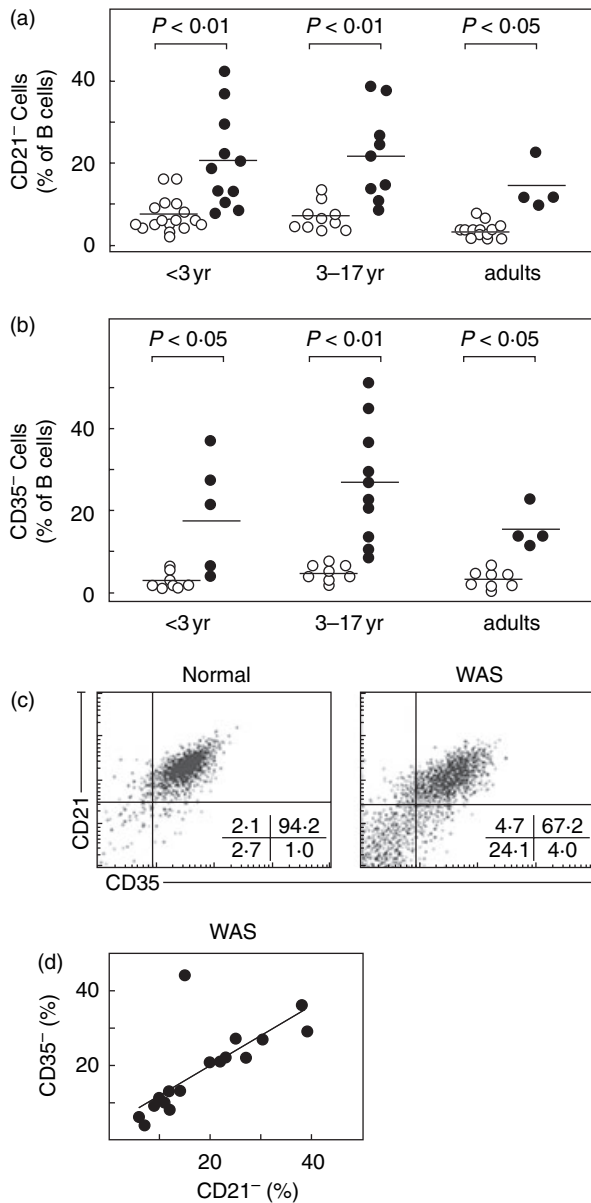 (a)
P < 0·01 P < 0·01 P < 0·05
CD21⁻ Cells
(% of B cells)
40
20
0
<3 yr 3–17 yr adults
(b)
P < 0·05 P < 0·01 P < 0·05
CD35⁻ Cells
(% of B cells)
40
20
0
<3 yr 3–17 yr adults
(c)
Normal WAS
CD21
2·1 94·2
2·7 1·0
4·7 67·2
24·1 4·0
CD35
WAS
(d)
CD35⁻ (%)
40
20
20 40
CD21⁻ (%)